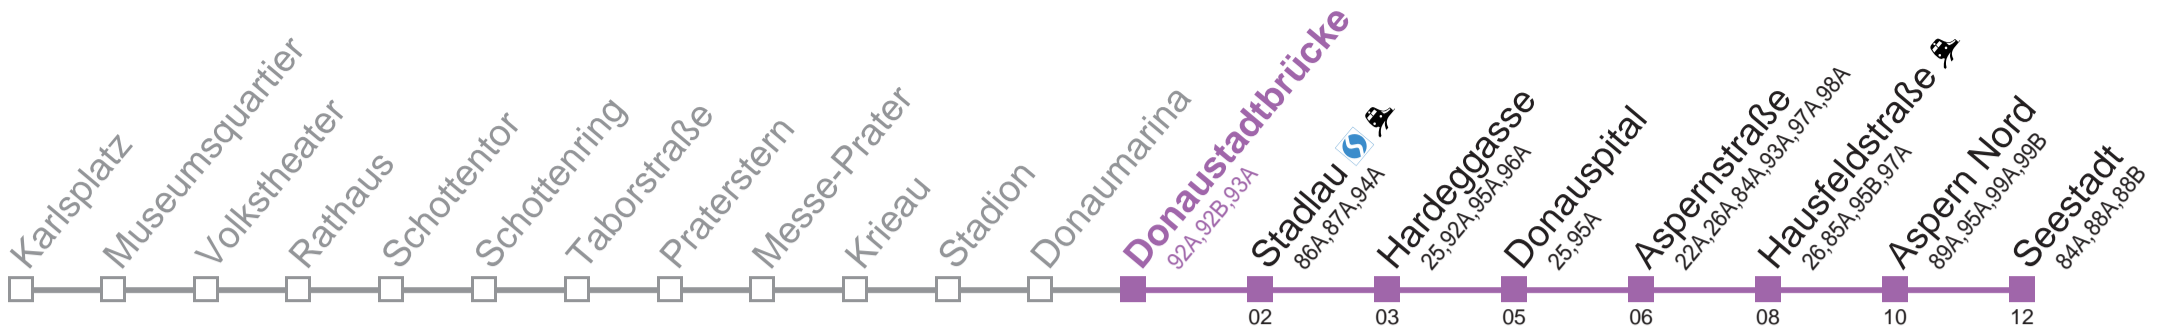 Karlsplatz
Museumsquartier
Volkstheater
Rathaus
Schottentor
Schottenring
Taborstraße
Praterstern
Messe-Prater
Krieau
Stadion
Donaumarina
Donaustadtbrücke
92A,92B,93A
Stadlau
86A,87A,94A
Hardeggasse
25,92A,95A,96A
Donauspital
25,95A
Aspernstraße
22A,26A,84A,93A,97A,98A
Hausfeldstraße
26,85A,95B,97A
Aspern Nord
89A,95A,99A,99B
Seestadt
84A,88A,88B
02 03 05 06 08 10 12